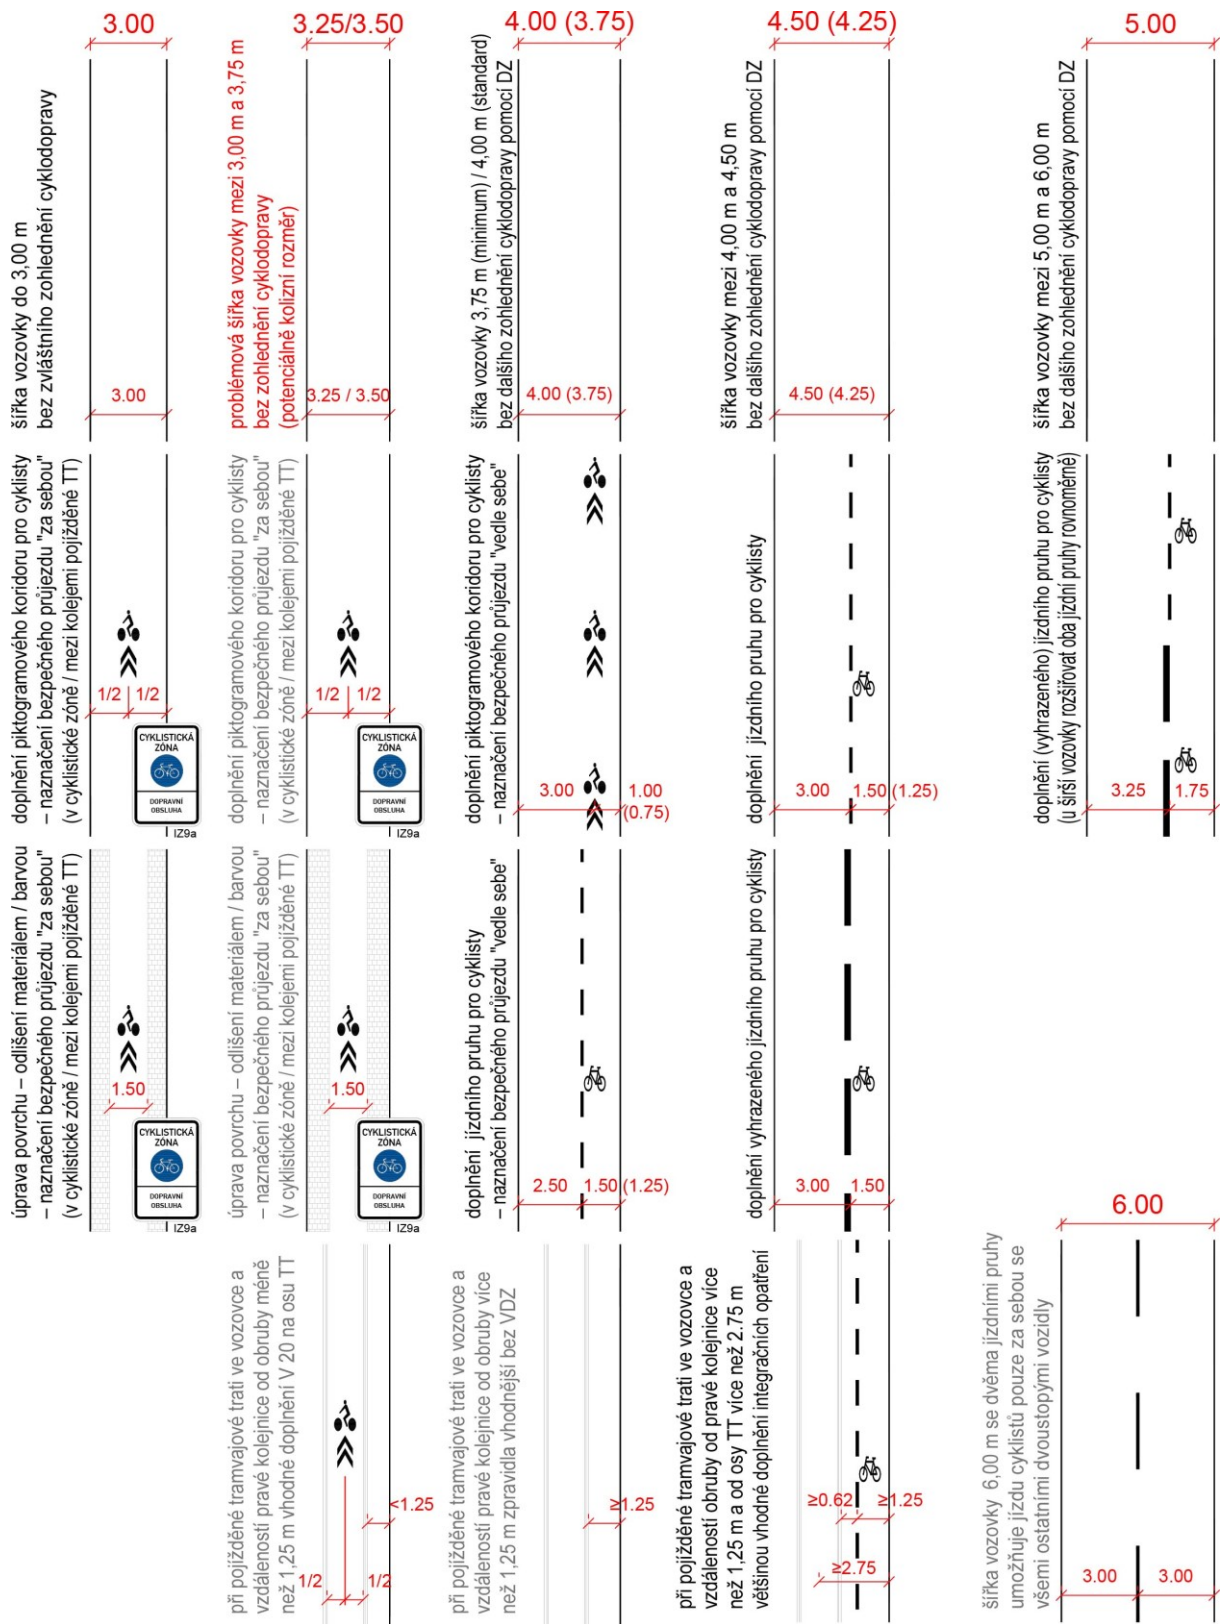 3.00
šířka vozovky do 3,00 m
bez zvláštního zohlednění cyklodopravy
3.00
doplnění piktogramového koridoru pro cyklisty
– naznačení bezpečného průjezdu "za sebou"
(v cyklistické zóně / mezi kolejemi pojížděné TT)
1/2
1/2
CYKLISTICKÁ
ZÓNA
DOPRAVNÍ
OBSLUHA
IZ9a
úprava povrchu – odlišení materiálem / barvou
– naznačení bezpečného průjezdu "za sebou"
(v cyklistické zóně / mezi kolejemi pojížděné TT)
1.50
CYKLISTICKÁ
ZÓNA
DOPRAVNÍ
OBSLUHA
IZ9a
3.25/3.50
problémová šířka vozovky mezi 3,00 m a 3,75 m
bez zohlednění cyklodopravy
(potenciálně kolizní rozměr)
3.25 / 3.50
doplnění piktogramového koridoru pro cyklisty
– naznačení bezpečného průjezdu "za sebou"
(v cyklistické zóně / mezi kolejemi pojížděné TT)
1/2
1/2
CYKLISTICKÁ
ZÓNA
DOPRAVNÍ
OBSLUHA
IZ9a
úprava povrchu – odlišení materiálem / barvou
– naznačení bezpečného průjezdu "za sebou"
(v cyklistické zóně / mezi kolejemi pojížděné TT)
1.50
CYKLISTICKÁ
ZÓNA
DOPRAVNÍ
OBSLUHA
IZ9a
při pojížděné tramvajové trati ve vozovce a
vzdáleností pravé kolejnice od obruby méně
než 1,25 m vhodné doplnění V 20 na osu TT
<1.25
1/2
1/2
4.00 (3.75)
šířka vozovky 3,75 m (minimum) / 4,00 m (standard)
bez dalšího zohlednění cyklodopravy pomocí DZ
4.00 (3.75)
doplnění piktogramového koridoru pro cyklisty
– naznačení bezpečného průjezdu "vedle sebe"
3.00
1.00
(0.75)
doplnění jízdního pruhu pro cyklisty
– naznačení bezpečného průjezdu "vedle sebe"
2.50
1.50 (1.25)
při pojížděné tramvajové trati ve vozovce a
vzdáleností pravé kolejnice od obruby více
než 1,25 m zpravidla vhodnější bez VDZ
≥1.25
4.50 (4.25)
šířka vozovky mezi 4,00 m a 4,50 m
bez dalšího zohlednění cyklodopravy pomocí DZ
4.50 (4.25)
doplnění jízdního pruhu pro cyklisty
3.00
1.50 (1.25)
doplnění vyhrazeného jízdního pruhu pro cyklisty
3.00
1.50
při pojížděné tramvajové trati ve vozovce a
vzdáleností obruby od pravé kolejnice více
než 1,25 m a od osy TT více než 2.75 m
většinou vhodné doplnění integračních opatření
≥0.62
≥1.25
≥2.75
5.00
šířka vozovky mezi 5,00 m a 6,00 m
bez dalšího zohlednění cyklodopravy pomocí DZ
doplnění (vyhrazeného) jízdního pruhu pro cyklisty
(u širší vozovky rozšiřovat oba jízdní pruhy rovnoměrně)
3.25
1.75
6.00
šířka vozovky 6,00 m se dvěma jízdními pruhy
umožňuje jízdu cyklistů pouze za sebou se
všemi ostatními dvoustopými vozidly
3.00
3.00